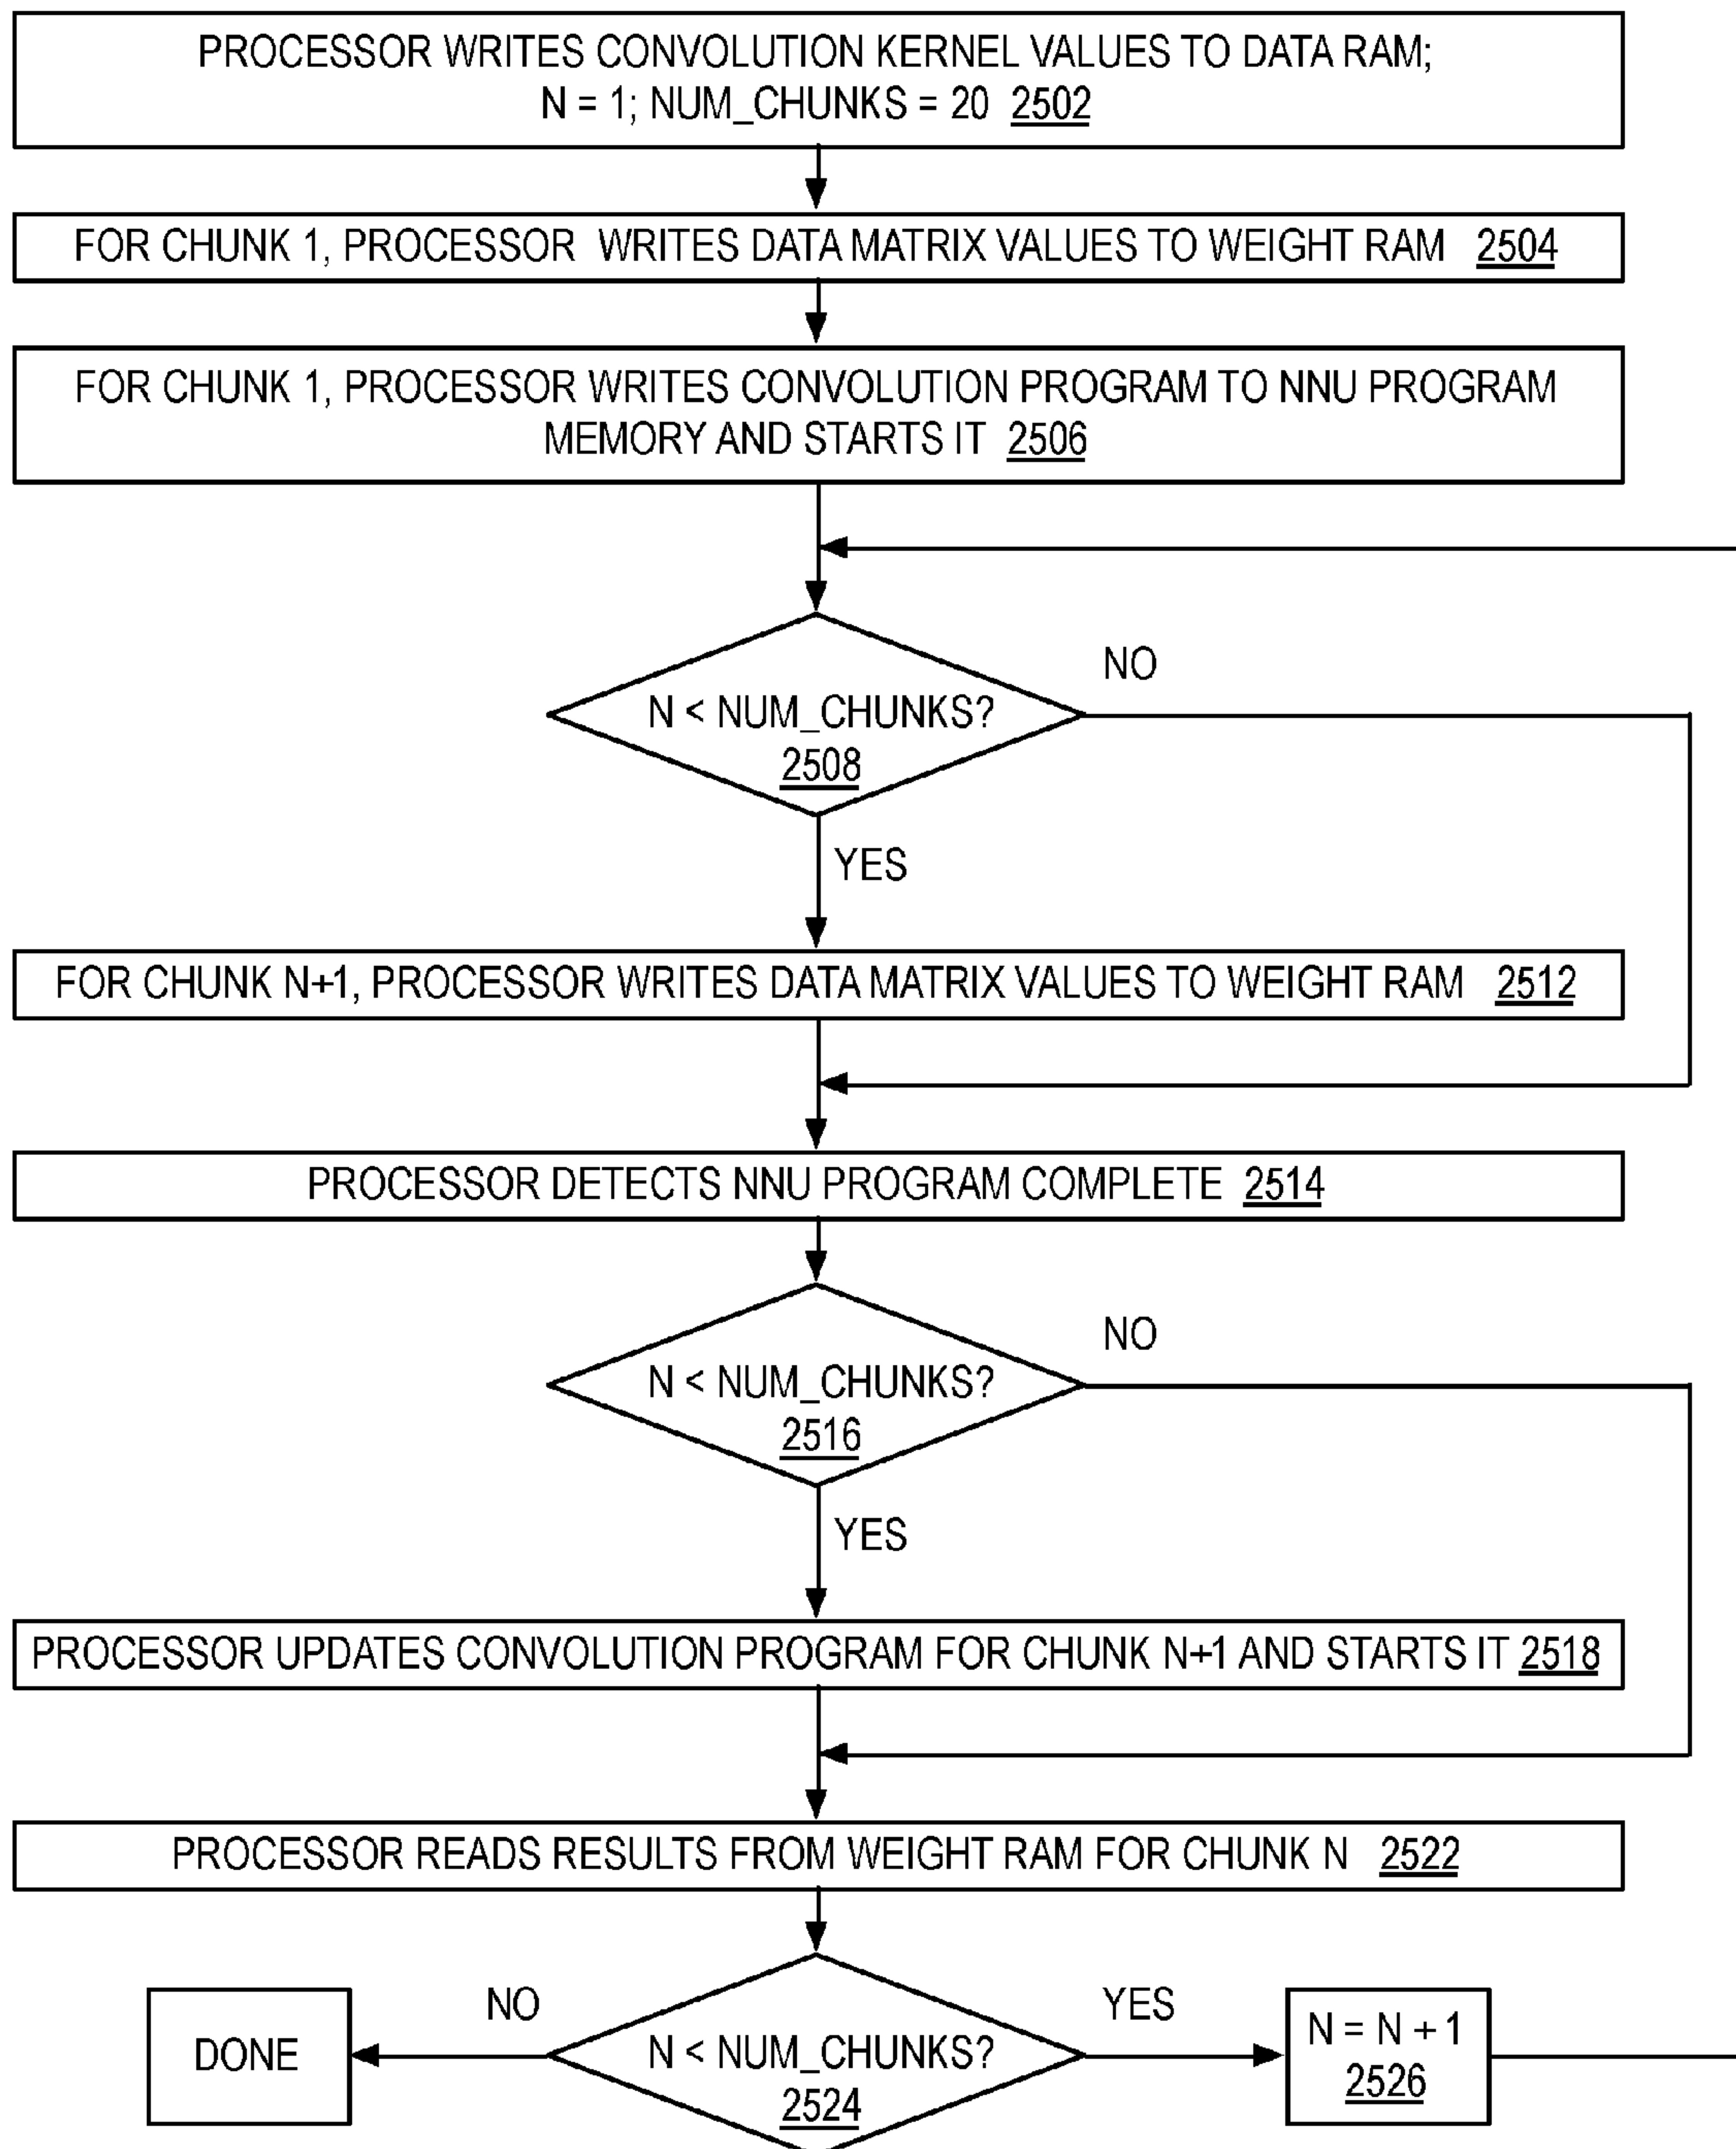 PROCESSOR WRITES CONVOLUTION KERNEL VALUES TO DATA RAM;
N = 1; NUM_CHUNKS = 20 2502
FOR CHUNK 1, PROCESSOR WRITES DATA MATRIX VALUES TO WEIGHT RAM 2504
FOR CHUNK 1, PROCESSOR WRITES CONVOLUTION PROGRAM TO NNU PROGRAM
MEMORY AND STARTS IT 2506
NO
N < NUM_CHUNKS?
2508
YES
FOR CHUNK N+1, PROCESSOR WRITES DATA MATRIX VALUES TO WEIGHT RAM 2512
PROCESSOR DETECTS NNU PROGRAM COMPLETE 2514
NO
N < NUM_CHUNKS?
2516
YES
PROCESSOR UPDATES CONVOLUTION PROGRAM FOR CHUNK N+1 AND STARTS IT 2518
PROCESSOR READS RESULTS FROM WEIGHT RAM FOR CHUNK N 2522
NO
YES
DONE
N < NUM_CHUNKS?
2524
N = N + 1
2526